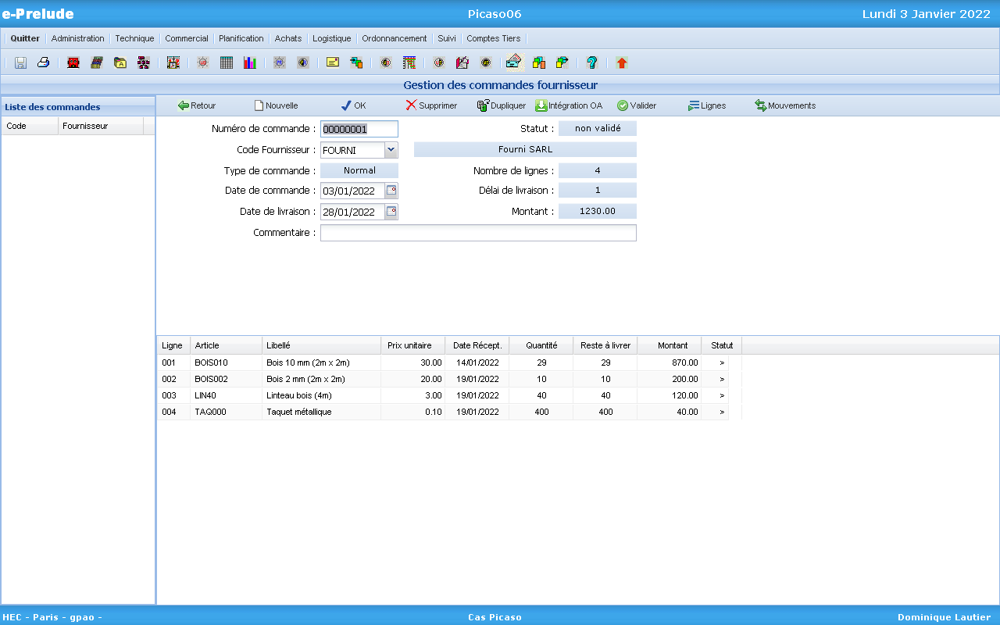 e-Prelude Picaso06 Lundi 3 Janvier 2022
Quitter Administration Technique Commercial Planification Achats Logistique Ordonnancement Suivi Comptes Tiers
Gestion des commandes fournisseur
Liste des commandes
Code Fournisseur
Retour Nouvelle OK Supprimer Dupliquer Intégration OA Valider Lignes Mouvements
Numéro de commande : 00000001 Statut : non validé
Code Fournisseur : FOURNI Fourni SARL
Type de commande : Normal Nombre de lignes : 4
Date de commande : 03/01/2022 Délai de livraison : 1
Date de livraison : 28/01/2022 Montant : 1230.00
Commentaire :
Ligne Article Libellé Prix unitaire Date Récept. Quantité Reste à livrer Montant Statut
001 BOIS010 Bois 10 mm (2m x 2m) 30.00 14/01/2022 29 29 870.00 >
002 BOIS002 Bois 2 mm (2m x 2m) 20.00 19/01/2022 10 10 200.00 >
003 LIN40 Linteau bois (4m) 3.00 19/01/2022 40 40 120.00 >
004 TAQ000 Taquet métallique 0.10 19/01/2022 400 400 40.00 >
HEC - Paris - gpao - Cas Picaso Dominique Lautier